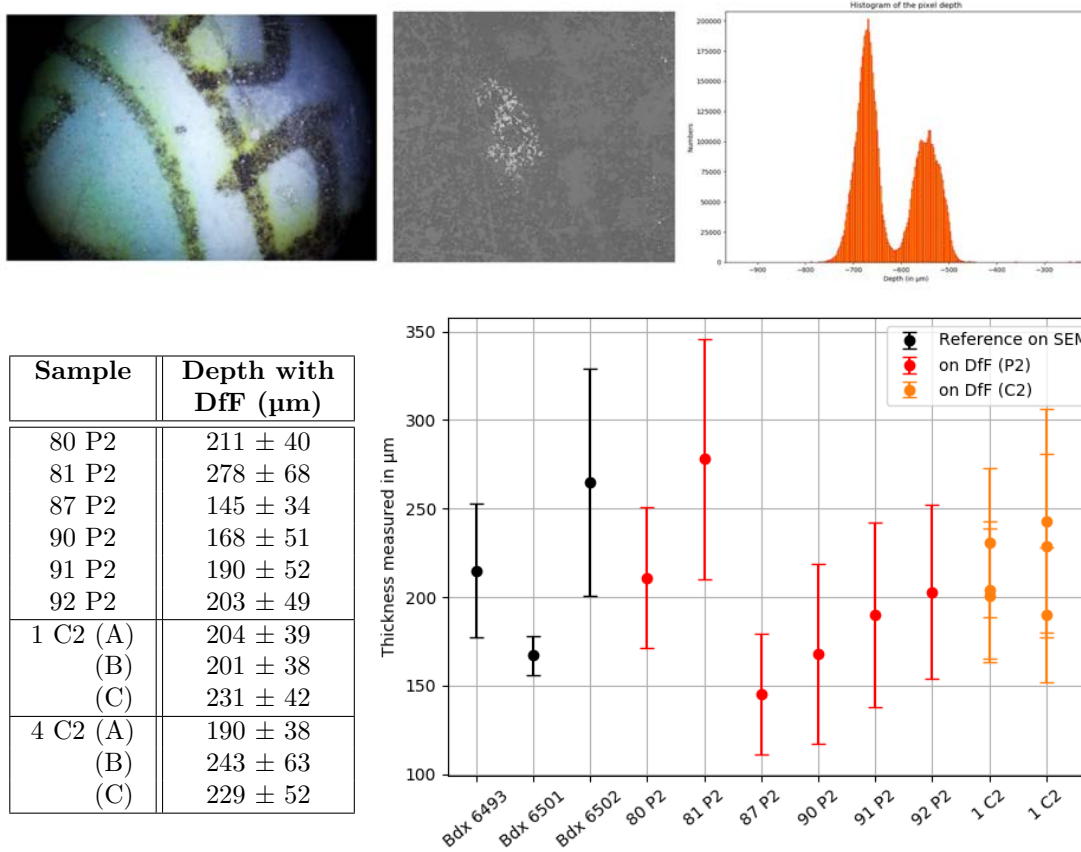 Histogram of the pixel depth
200000
175000
150000
125000
100000
75000
50000
25000
0
Numbers
−900 −800 −700 −600 −500 −400 −300
Depth (in µm)
Sample Depth with
DfF (µm)
80 P2 211 ± 40
81 P2 278 ± 68
87 P2 145 ± 34
90 P2 168 ± 51
91 P2 190 ± 52
92 P2 203 ± 49
1 C2 (A) 204 ± 39
(B) 201 ± 38
(C) 231 ± 42
4 C2 (A) 190 ± 38
(B) 243 ± 63
(C) 229 ± 52
350
300
250
200
150
100
Thickness measured in µm
Reference on SEM
on DfF (P2)
on DfF (C2)
Bdx 6493
Bdx 6501
Bdx 6502
80 P2
81 P2
87 P2
90 P2
91 P2
92 P2
1 C2
1 C2